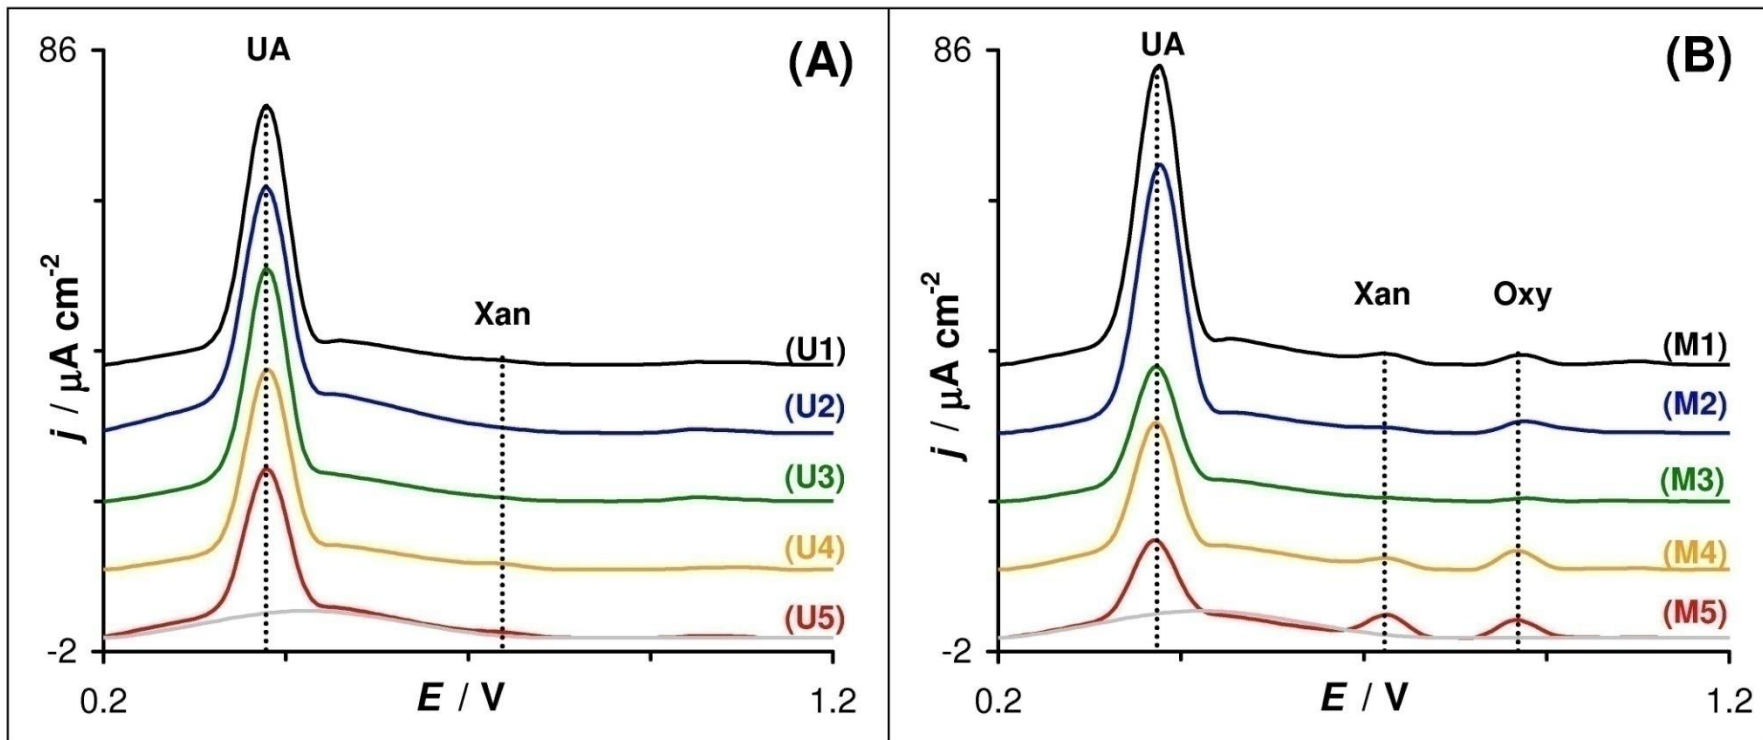 (A)
UA
86
Xan
j / μA cm-2
(U1)
(U2)
(U3)
(U4)
(U5)
-2
0.2
E / V
1.2
(B)
UA
86
Xan
Oxy
j / μA cm-2
(M1)
(M2)
(M3)
(M4)
(M5)
-2
0.2
E / V
1.2